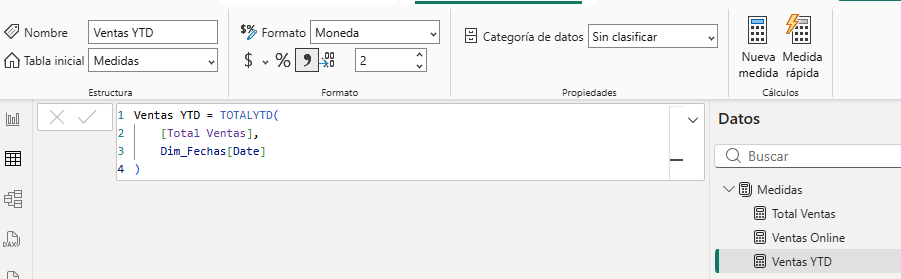 Nombre Ventas YTD
Tabla inicial Medidas
Estructura
Formato Moneda
$ % 2
Formato
Categoría de datos Sin clasificar
Propiedades
Nueva medida
Medida rápida
Cálculos
1 Ventas YTD = TOTALYTD(
2 [Total Ventas],
3 Dim_Fechas[Date]
4 )
DAX
Datos
Buscar
Medidas
Total Ventas
Ventas Online
Ventas YTD